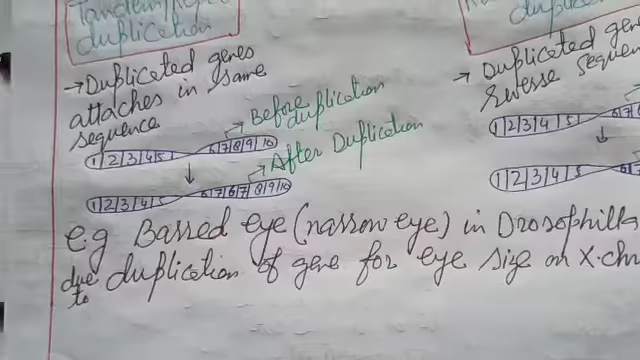 Tandem
duplication
→Duplicated genes
attaches in same
sequence
Before
duplication
1 2 3 4 5 6 7 8 9 10
After Duplication
1 2 3 4 5 6 7 6 7 8 9 10
→ Duplicated gen
reverse sequen
1 2 3 4 5
1 2 3 4 5
e.g Barred eye (narrow eye) in Drosophilla
due to duplication of gene for eye size on X.chr